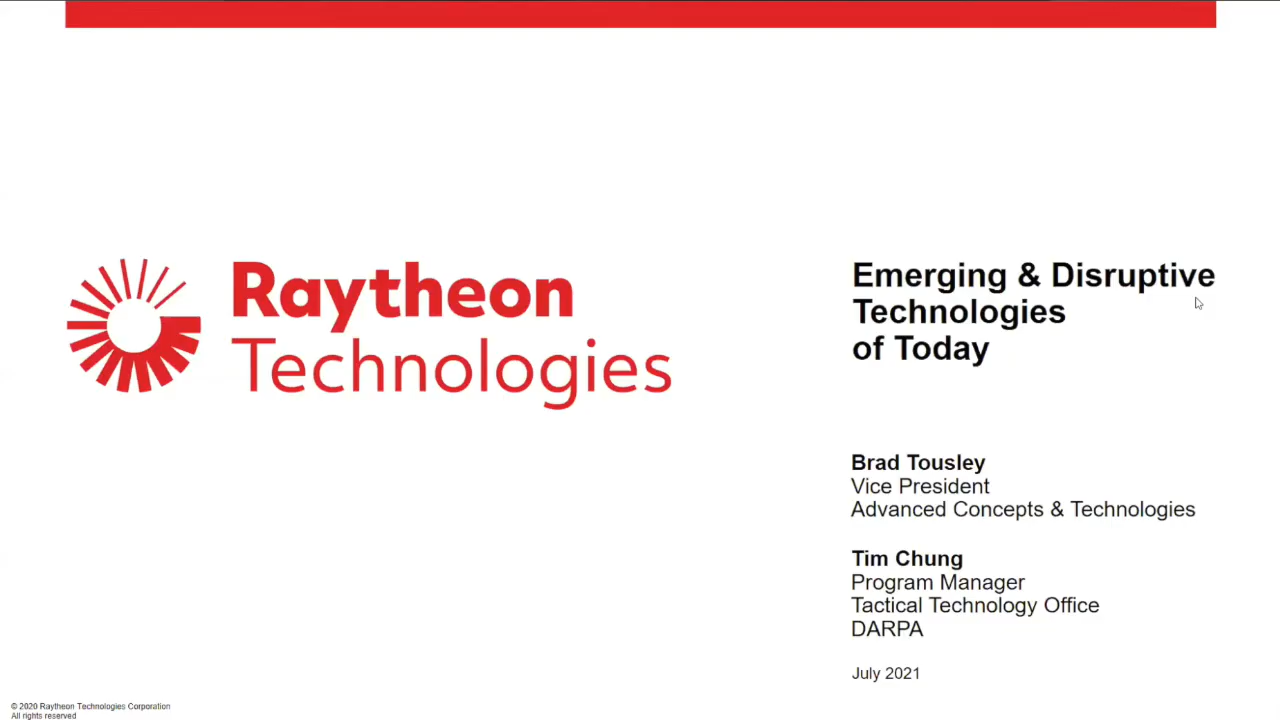 Raytheon
Technologies
Emerging & Disruptive
Technologies
of Today
Brad Tousley
Vice President
Advanced Concepts & Technologies
Tim Chung
Program Manager
Tactical Technology Office
DARPA
July 2021
© 2020 Raytheon Technologies Corporation
All rights reserved